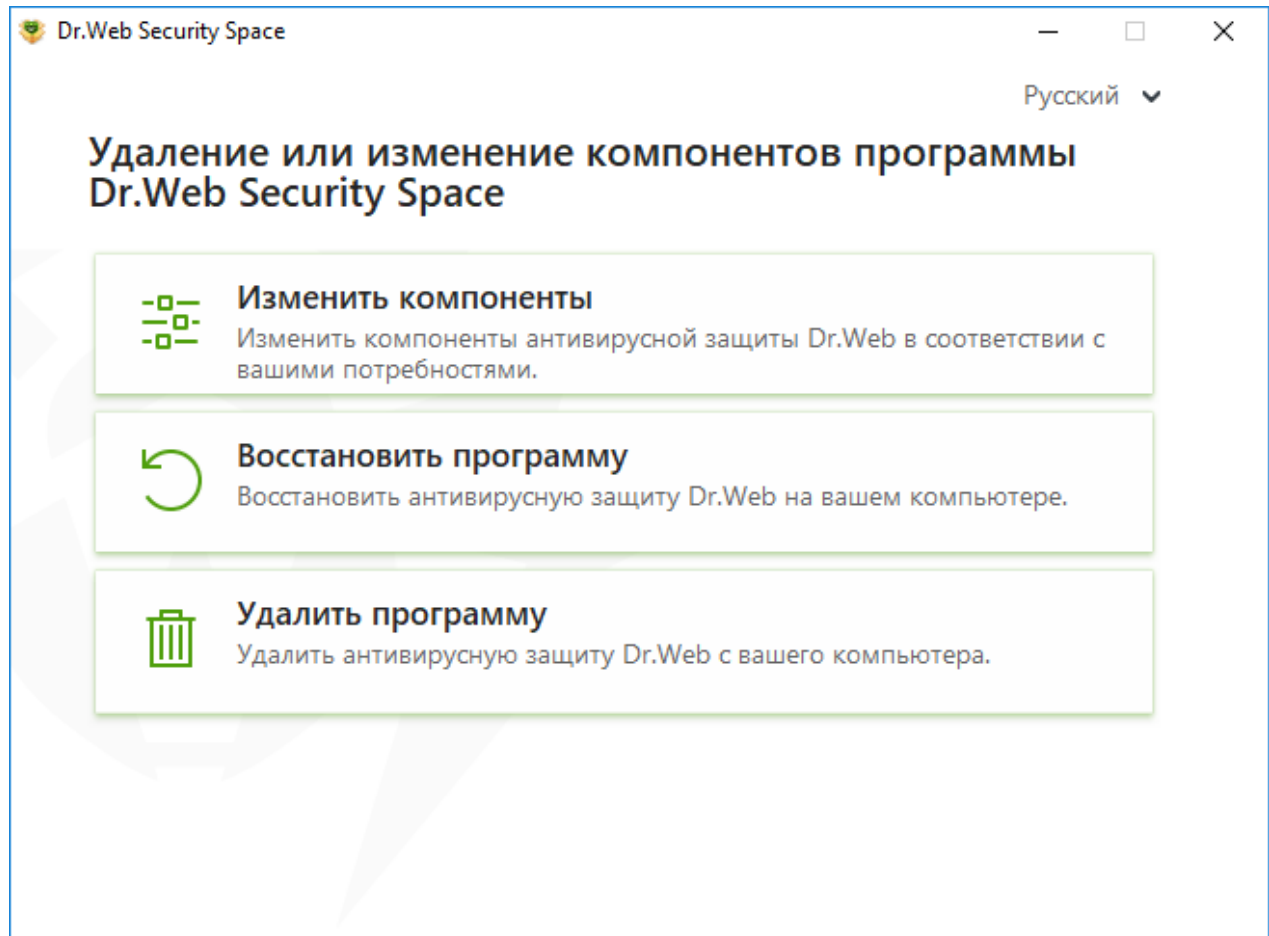 Dr.Web Security Space
Русский
Удаление или изменение компонентов программы
Dr.Web Security Space
Изменить компоненты
Изменить компоненты антивирусной защиты Dr.Web в соответствии с
вашими потребностями.
Восстановить программу
Восстановить антивирусную защиту Dr.Web на вашем компьютере.
Удалить программу
Удалить антивирусную защиту Dr.Web с вашего компьютера.